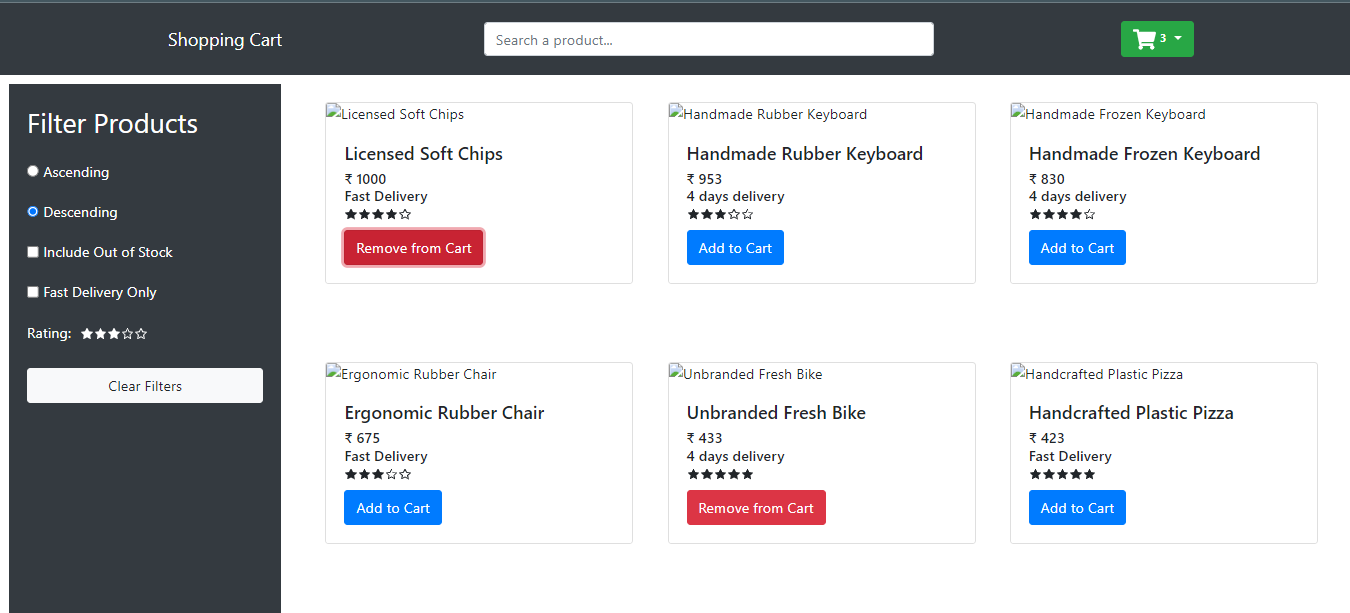 Shopping Cart
Search a product...
3
Filter Products
Ascending
Descending
Include Out of Stock
Fast Delivery Only
Rating:
Clear Filters
Licensed Soft Chips
Licensed Soft Chips
₹ 1000
Fast Delivery
Remove from Cart
Handmade Rubber Keyboard
Handmade Rubber Keyboard
₹ 953
4 days delivery
Add to Cart
Handmade Frozen Keyboard
Handmade Frozen Keyboard
₹ 830
4 days delivery
Add to Cart
Ergonomic Rubber Chair
Ergonomic Rubber Chair
₹ 675
Fast Delivery
Add to Cart
Unbranded Fresh Bike
Unbranded Fresh Bike
₹ 433
4 days delivery
Remove from Cart
Handcrafted Plastic Pizza
Handcrafted Plastic Pizza
₹ 423
Fast Delivery
Add to Cart